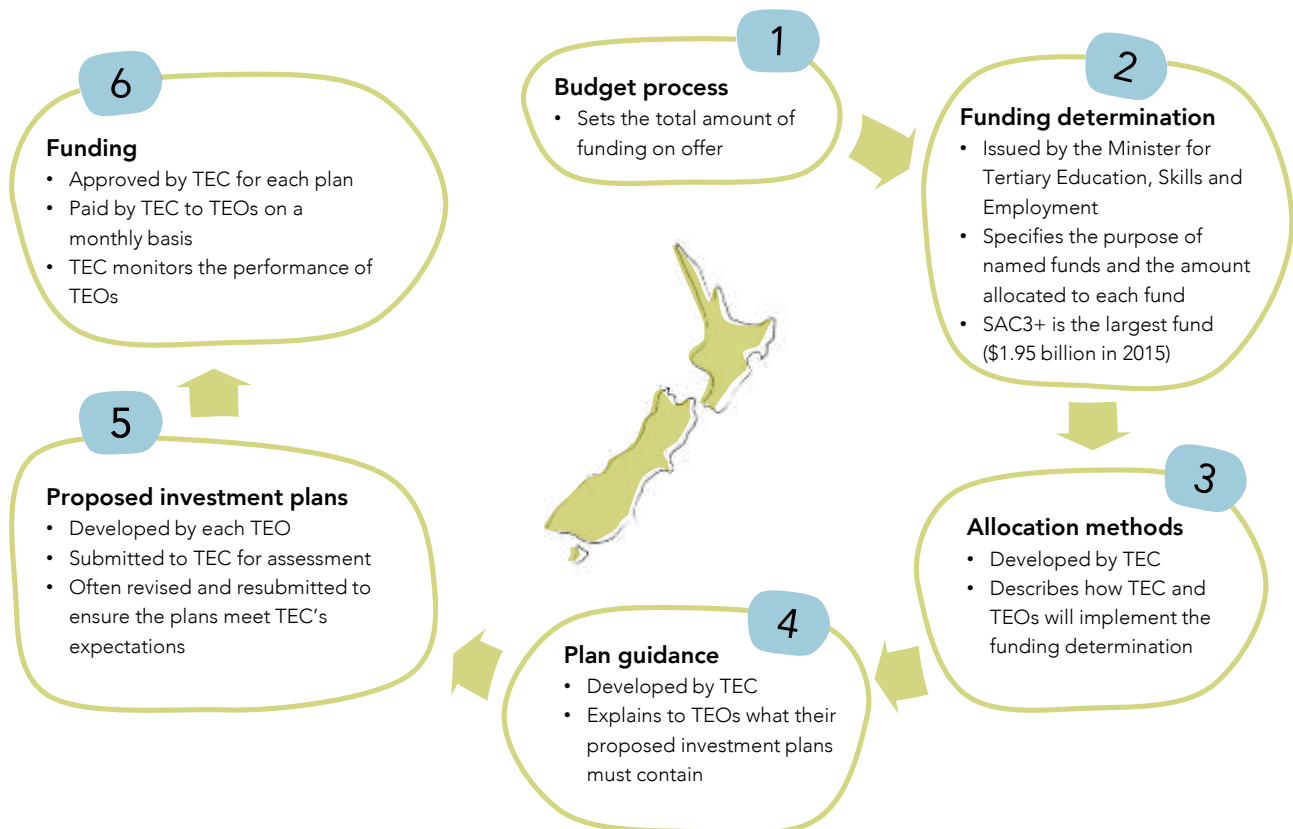 1
Budget process
• Sets the total amount of
funding on offer
2
Funding determination
• Issued by the Minister for
Tertiary Education, Skills and
Employment
• Specifies the purpose of
named funds and the amount
allocated to each fund
• SAC3+ is the largest fund
($1.95 billion in 2015)
3
Allocation methods
• Developed by TEC
• Describes how TEC and
TEOs will implement the
funding determination
4
Plan guidance
• Developed by TEC
• Explains to TEOs what their
proposed investment plans
must contain
5
Proposed investment plans
• Developed by each TEO
• Submitted to TEC for assessment
• Often revised and resubmitted to
ensure the plans meet TEC’s
expectations
6
Funding
• Approved by TEC for each plan
• Paid by TEC to TEOs on a
monthly basis
• TEC monitors the performance of
TEOs